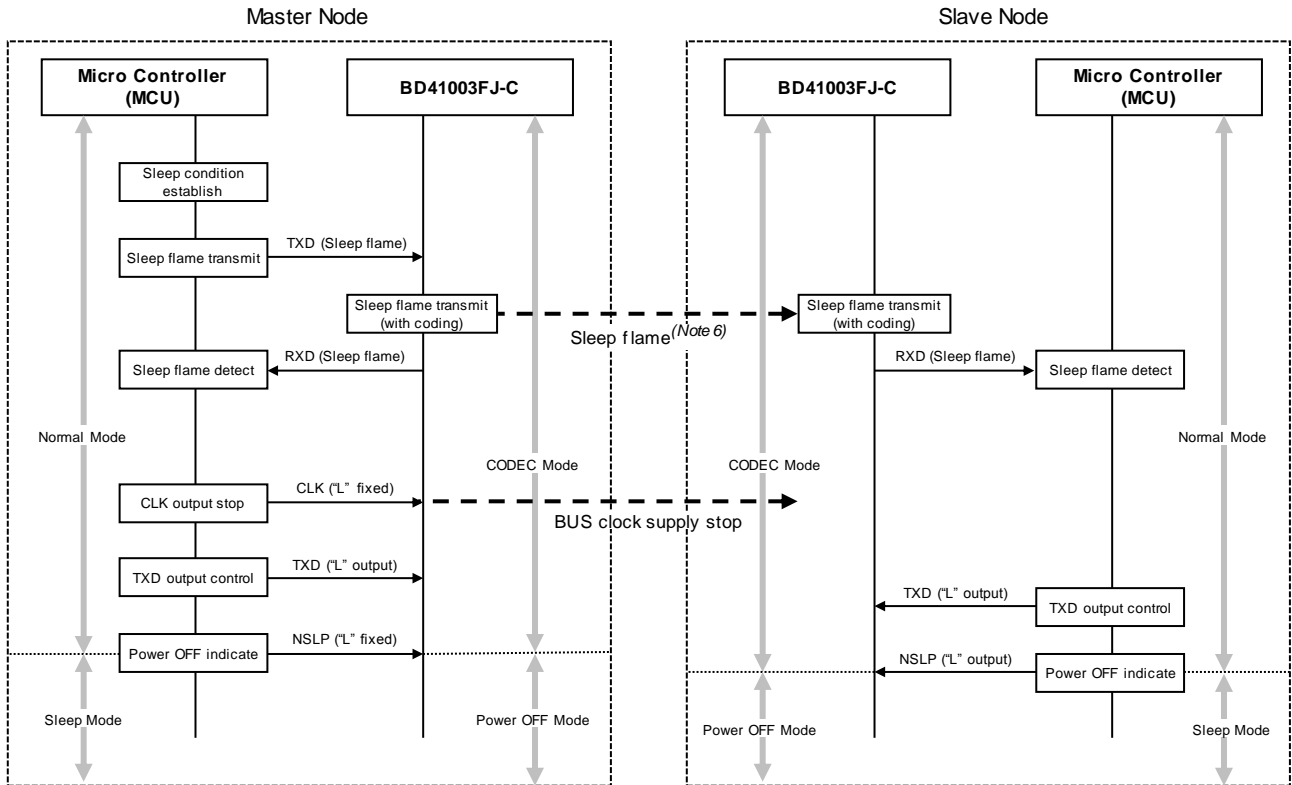 Master Node
Slave Node
Micro Controller
(MCU)
BD41003FJ-C
BD41003FJ-C
Micro Controller
(MCU)
Sleep condition
establish
Sleep flame transmit
TXD (Sleep flame)
Sleep flame transmit
(with coding)
Sleep flame(Note 6)
Sleep flame transmit
(with coding)
Sleep flame detect
RXD (Sleep flame)
RXD (Sleep flame)
Sleep flame detect
Normal Mode
CODEC Mode
CODEC Mode
Normal Mode
CLK output stop
CLK (“L” fixed)
BUS clock supply stop
TXD output control
TXD (“L” output)
TXD (“L” output)
TXD output control
Power OFF indicate
NSLP (“L” fixed)
NSLP (“L” output)
Power OFF indicate
Sleep Mode
Power OFF Mode
Power OFF Mode
Sleep Mode